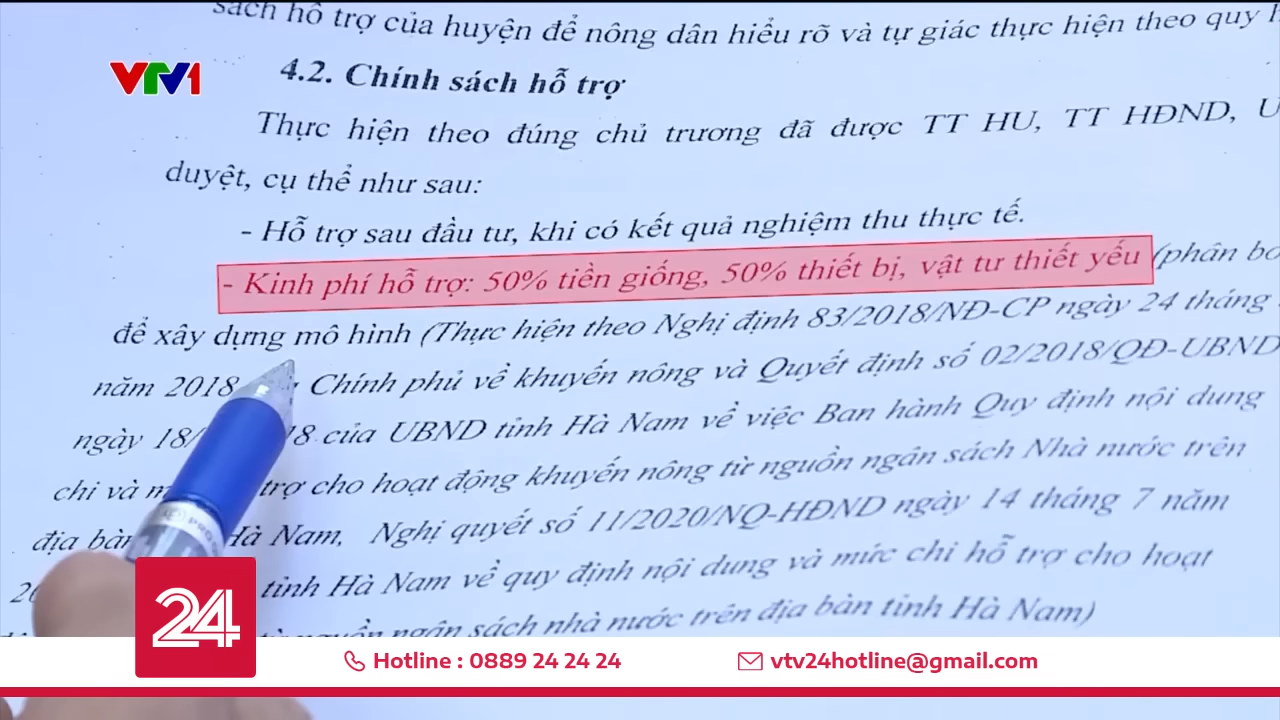 sách hỗ trợ của huyện để nông dân hiểu rõ và tự giác thực hiện theo quy
VTV1
4.2. Chính sách hỗ trợ
Thực hiện theo đúng chủ trương đã được TT HU, TT HĐND,
duyệt, cụ thể như sau:
- Hỗ trợ sau đầu tư, khi có kết quả nghiệm thu thực tế.
- Kinh phí hỗ trợ: 50% tiền giống, 50% thiết bị, vật tư thiết yếu (phân
để xây dựng mô hình (Thực hiện theo Nghị định 83/2018/NĐ-CP ngày 24 tháng
năm 2018 Chính phủ về khuyến nông và Quyết định số 02/2018/QĐ-UBND
ngày 18/ 18 của UBND tỉnh Hà Nam về việc Ban hành Quy định nội dung
chi và trợ cho hoạt động khuyến nông từ nguồn ngân sách Nhà nước trên
địa Hà Nam, Nghị quyết số 11/2020/NQ-HĐND ngày 14 tháng 7 năm
tỉnh Hà Nam về quy định nội dung và mức chi hỗ trợ cho hoạt
từ nguồn ngân sách nhà nước trên địa bàn tỉnh Hà Nam)
24
Hotline : 0889 24 24 24
vtv24hotline@gmail.com